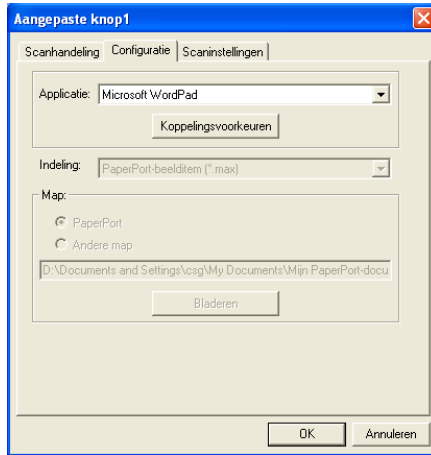 Aangepaste knop1
Scanhandeling Configuratie Scaninstellingen
Applicatie: Microsoft WordPad
Koppelingsvoorkeuren
Indeling: PaperPort-beelditem (*.max)
Map:
PaperPort
Andere map
D:\Documents and Settings\csg\My Documents\Mijn PaperPort-docu
Bladeren
OK Annuleren